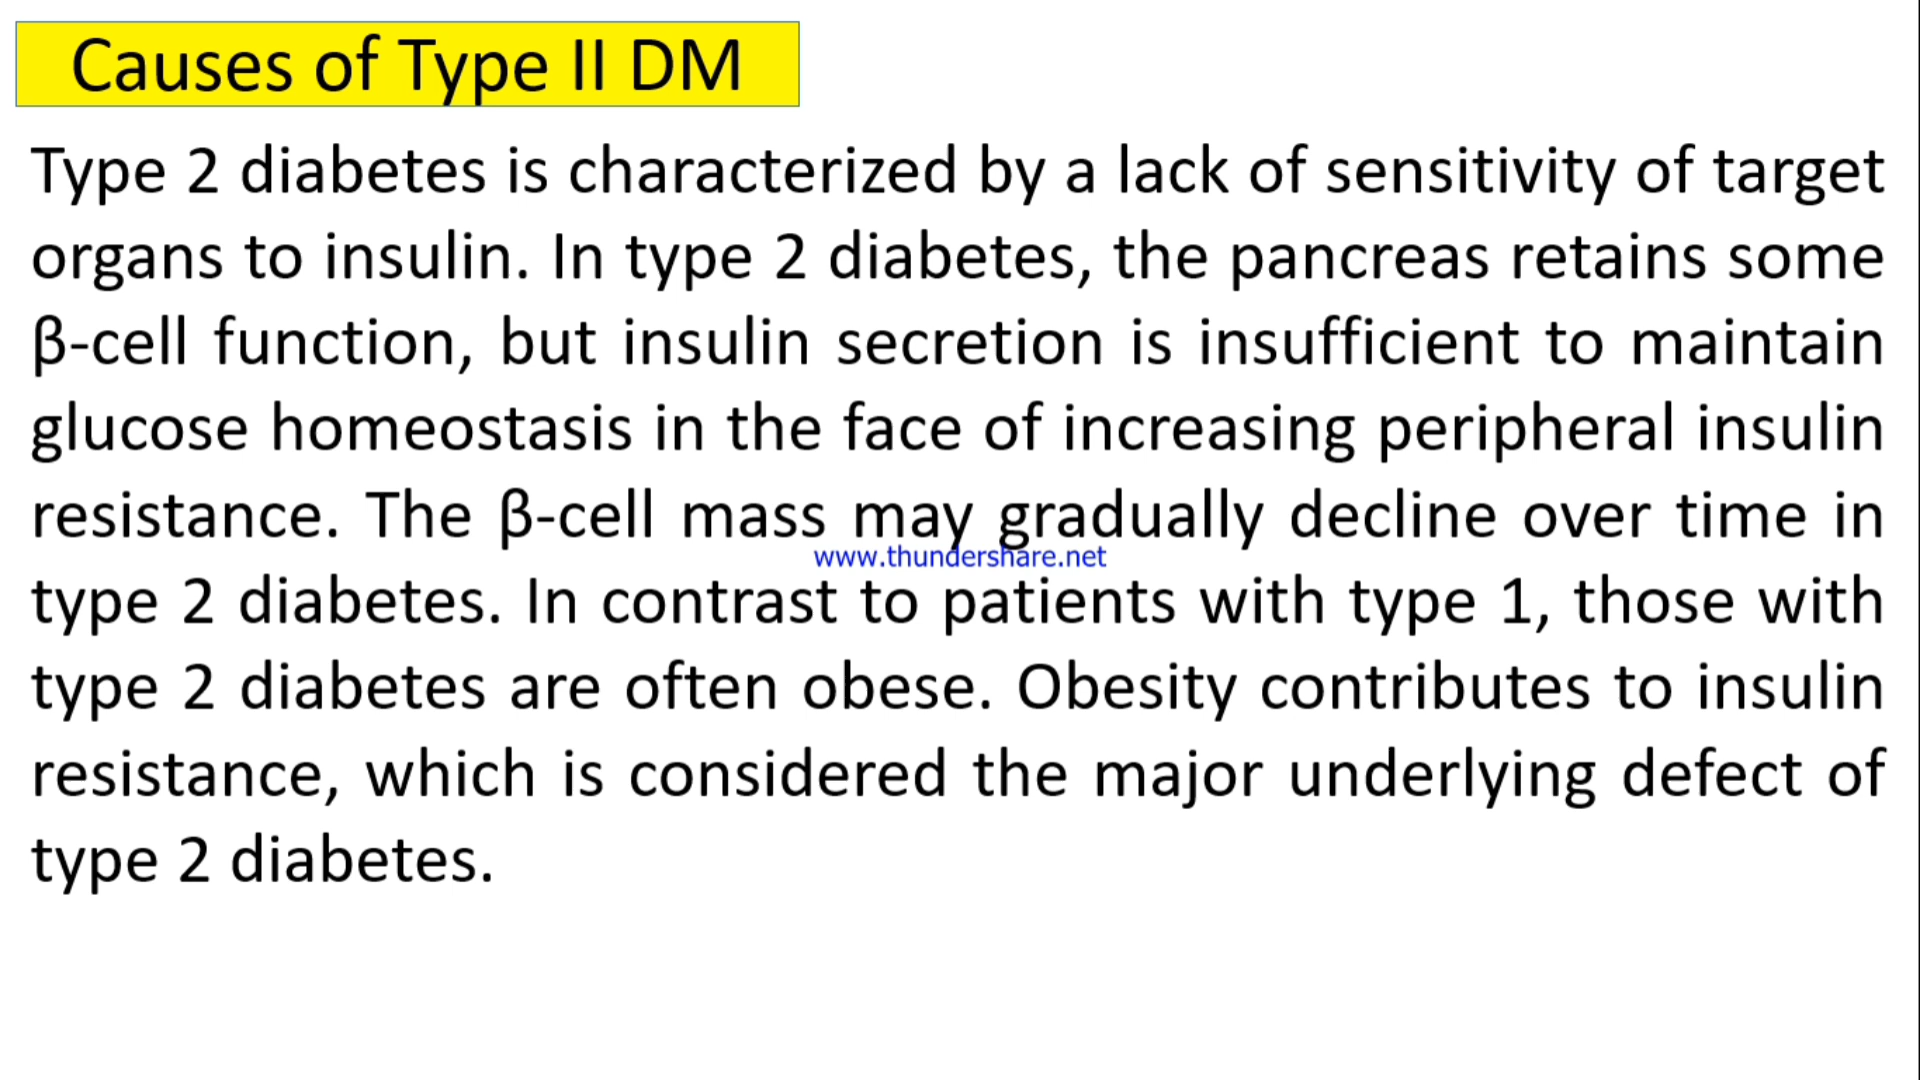 Causes of Type II DM
Type 2 diabetes is characterized by a lack of sensitivity of target
organs to insulin. In type 2 diabetes, the pancreas retains some
β-cell function, but insulin secretion is insufficient to maintain
glucose homeostasis in the face of increasing peripheral insulin
resistance. The β-cell mass may gradually decline over time in
www.thundershare.net
type 2 diabetes. In contrast to patients with type 1, those with
type 2 diabetes are often obese. Obesity contributes to insulin
resistance, which is considered the major underlying defect of
type 2 diabetes.